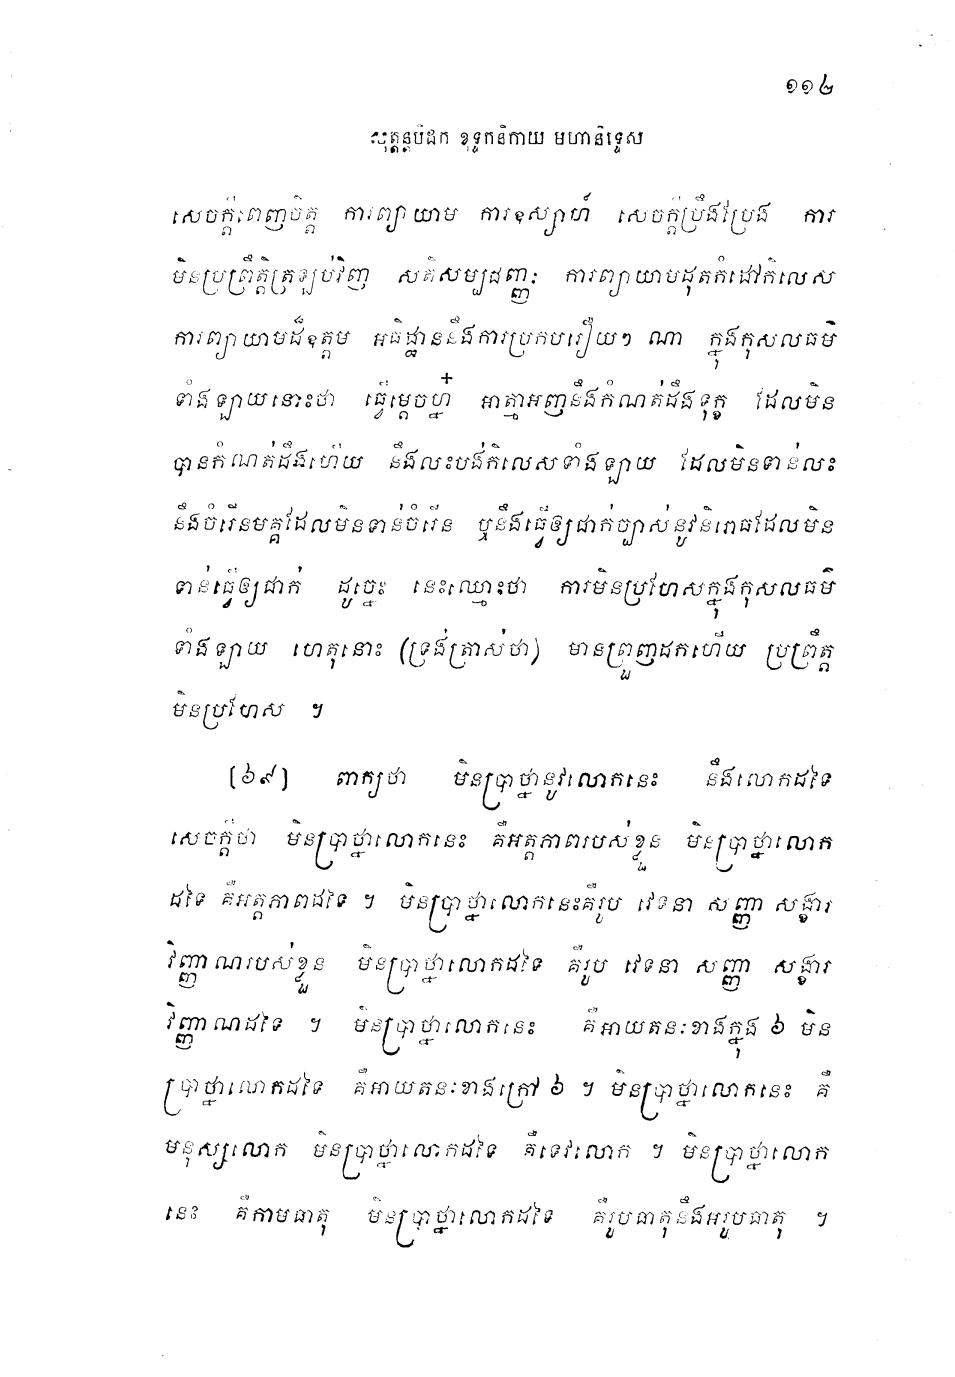 ១១៤
សុត្តន្តបិដក ខុទ្ទកនិកាយ មហានិទ្ទេស
សេចក្តីពេញចិត្ត ការព្យាយាម ការឧស្សាហ៍ សេចក្តីប្រឹងប្រែង ការ
មិនប្រព្រឹត្តិត្រឡប់វិញ សតិសម្បជញ្ញៈ ការព្យាយាមដុតកំដៅកិលេស
ការព្យាយាមដ៏ឧត្តម អធិដ្ឋាននឹងការប្រកបរឿយៗ ណា ក្នុងកុសលធម៌
ទាំងឡាយនោះថា ធ្វើម្តេចហ្ន៎ អាត្មាអញនឹងកំណត់ដឹងទុក្ខ ដែលមិន
បានកំណត់ដឹងហើយ នឹងលះបង់កិលេសទាំងឡាយ ដែលមិនទាន់លះ
នឹងចំរើនមគ្គដែលមិនទាន់ចំរើន ឬនឹងធ្វើឲ្យជាក់ច្បាស់នូវនិរោធដែលមិន
ទាន់ធ្វើឲ្យជាក់ ដូច្នេះ នេះឈ្មោះថា ការមិនប្រហែសក្នុងកុសលធម៌
ទាំងឡាយ ហេតុនោះ (ទ្រង់ត្រាស់ថា) មានព្រួញដកហើយ ប្រព្រឹត្ត
មិនប្រហែស ។
[៦៩] ពាក្យថា មិនប្រាថ្នានូវលោកនេះ នឹងលោកដទៃ
សេចក្តីថា មិនប្រាថ្នាលោកនេះ គឺអត្តភាពរបស់ខ្លួន មិនប្រាថ្នាលោក
ដទៃ គឺអត្តភាពដទៃ ។ មិនប្រាថ្នាលោកនេះគឺរូប វេទនា សញ្ញា សង្ខារ
វិញ្ញាណរបស់ខ្លួន មិនប្រាថ្នាលោកដទៃ គឺរូប វេទនា សញ្ញា សង្ខារ
វិញ្ញាណដទៃ ។ មិនប្រាថ្នាលោកនេះ គឺអាយតនៈខាងក្នុង ៦ មិន
ប្រាថ្នាលោកដទៃ គឺអាយតនៈខាងក្រៅ ៦ ។ មិនប្រាថ្នាលោកនេះ គឺ
មនុស្សលោក មិនប្រាថ្នាលោកដទៃ គឺទេវលោក ។ មិនប្រាថ្នាលោក
នេះ គឺកាមធាតុ មិនប្រាថ្នាលោកដទៃ គឺរូបធាតុនឹងអរូបធាតុ ។